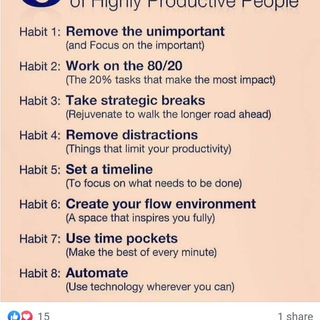 of Highly Productive People
Habit 1: Remove the unimportant
(and Focus on the important)
Habit 2: Work on the 80/20
(The 20% tasks that make the most impact)
Habit 3: Take strategic breaks
(Rejuvenate to walk the longer road ahead)
Habit 4: Remove distractions
(Things that limit your productivity)
Habit 5: Set a timeline
(To focus on what needs to be done)
Habit 6: Create your flow environment
(A space that inspires you fully)
Habit 7: Use time pockets
(Make the best of every minute)
Habit 8: Automate
(Use technology wherever you can)
15 1 share